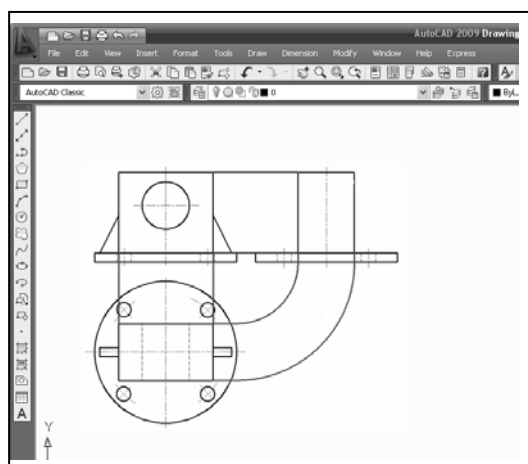 AutoCAD 2009 Drawing
File Edit View Insert Format Tools Draw Dimension Modify Window Help Express
AutoCAD Classic 0 ByL...
A
Y